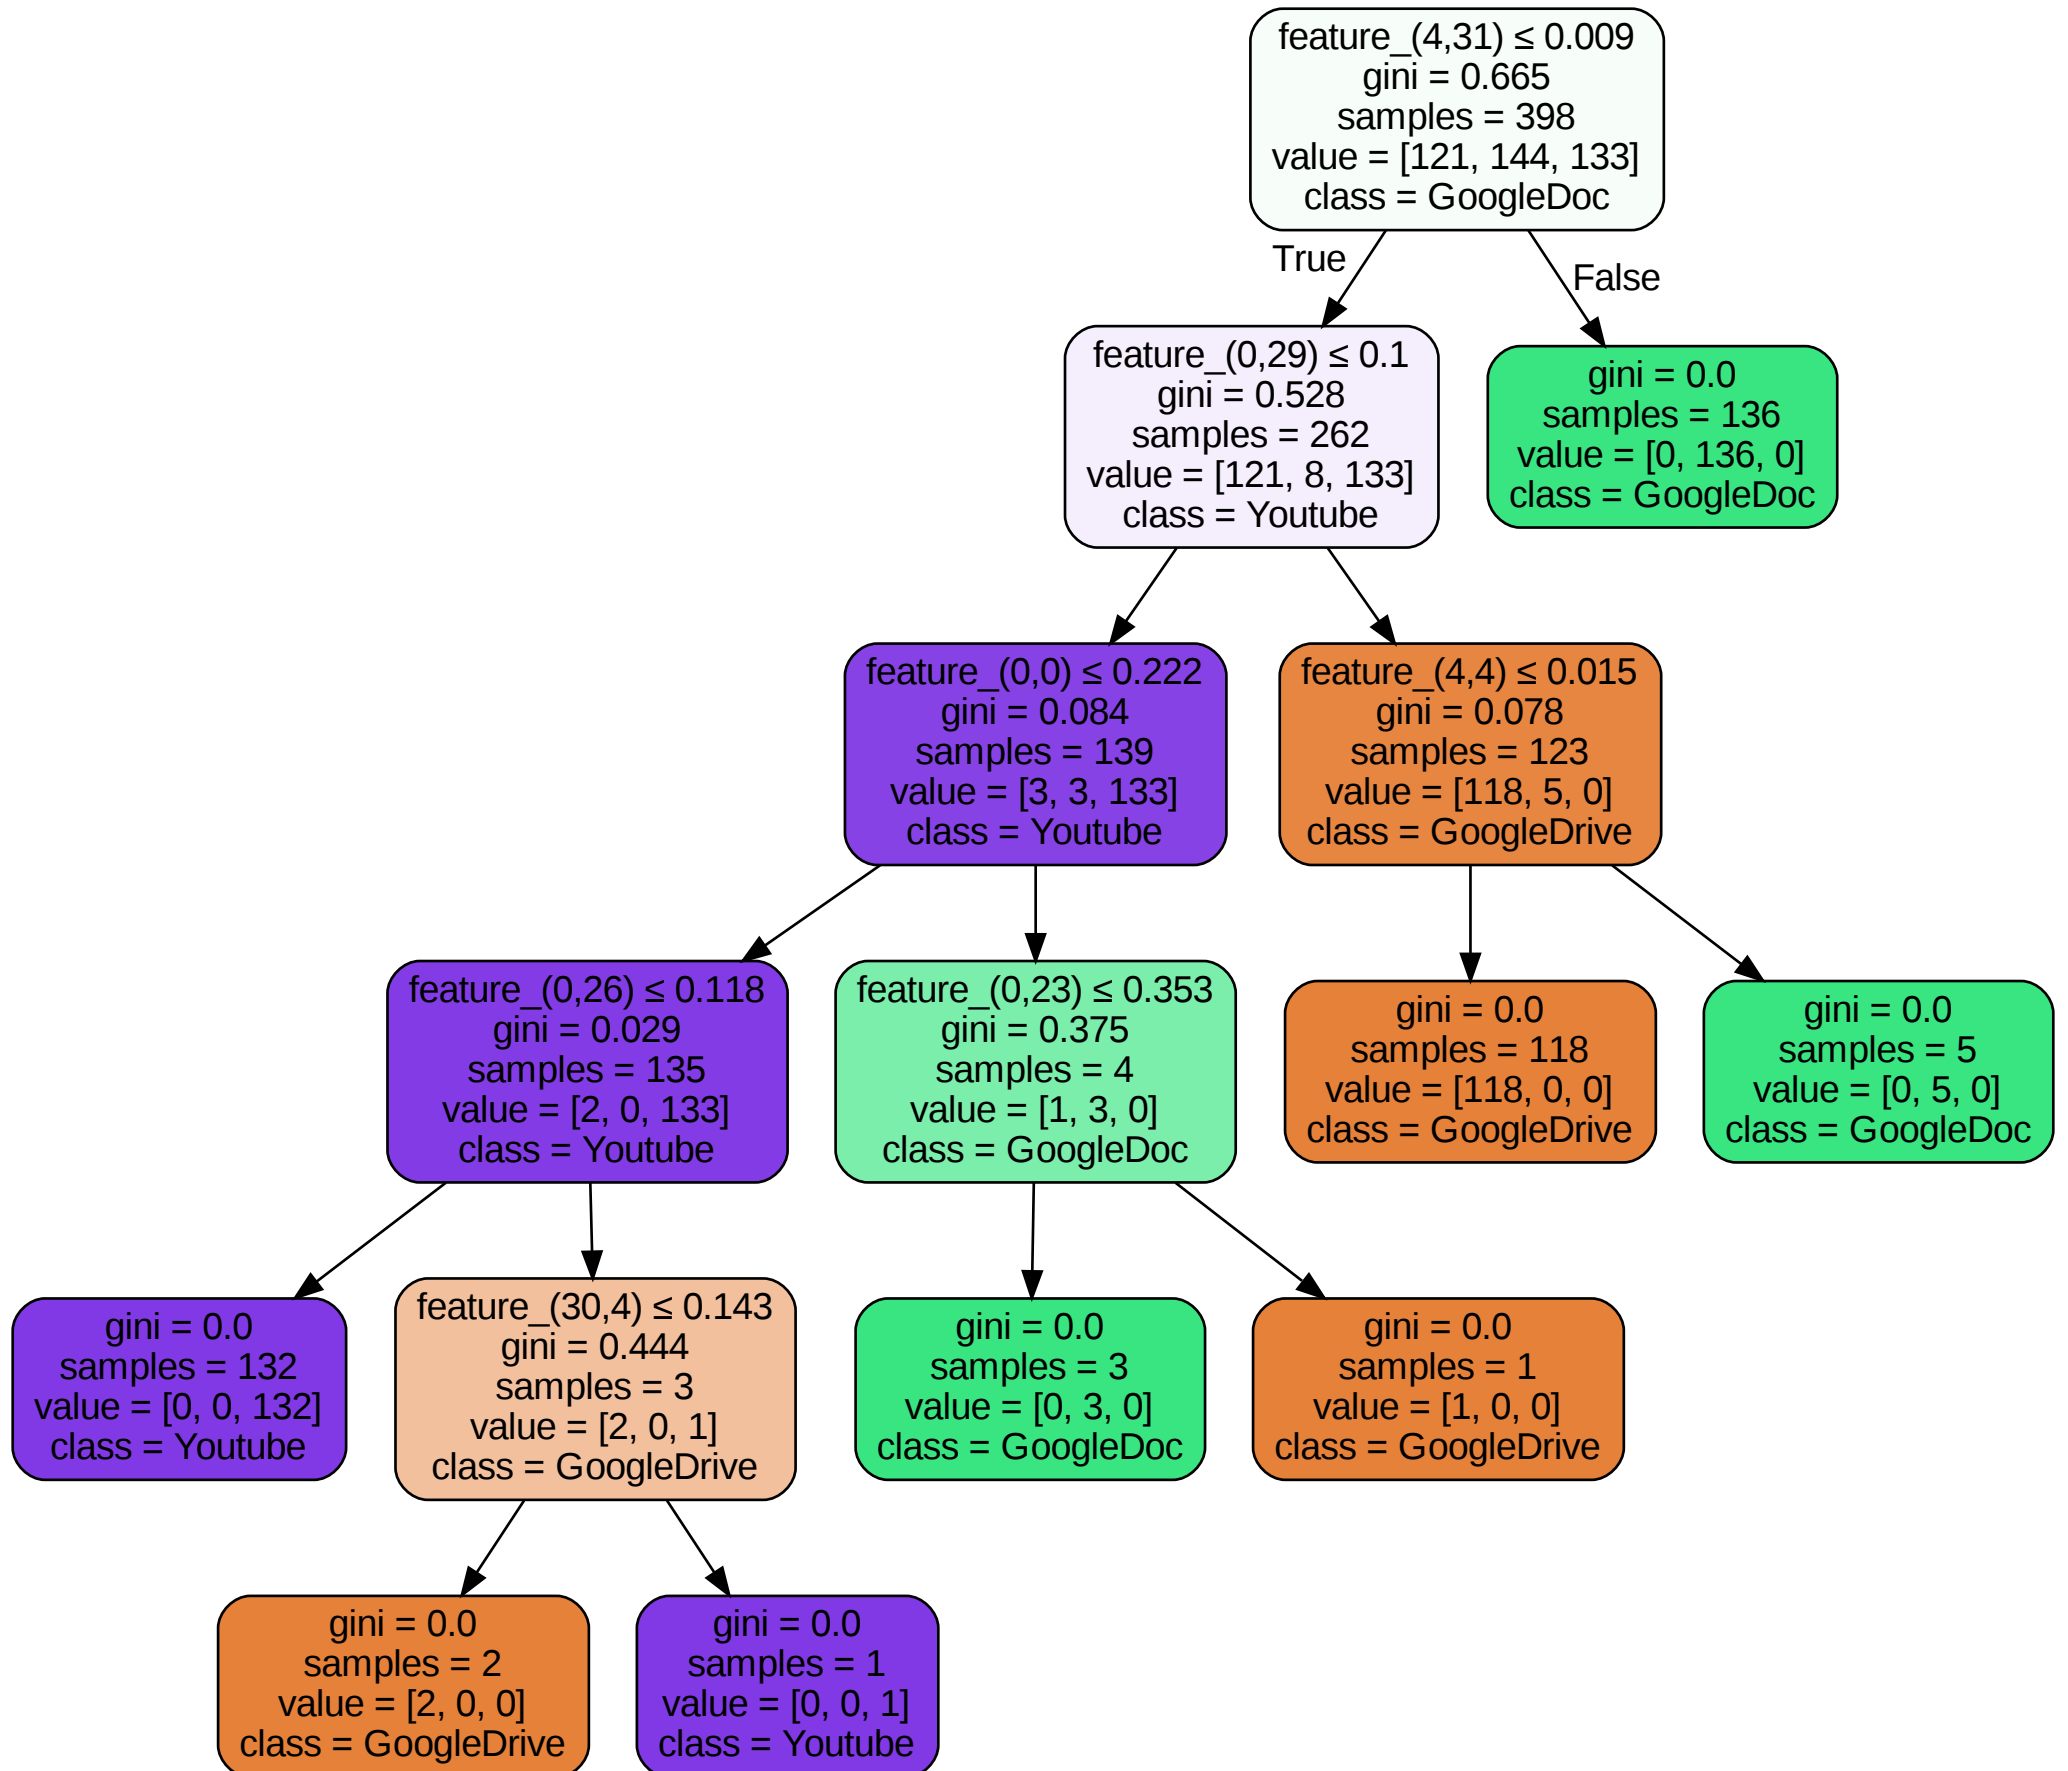 feature_(4,31) ≤ 0.009
gini = 0.665
samples = 398
value = [121, 144, 133]
class = GoogleDoc
True
False
feature_(0,29) ≤ 0.1
gini = 0.528
samples = 262
value = [121, 8, 133]
class = Youtube
gini = 0.0
samples = 136
value = [0, 136, 0]
class = GoogleDoc
feature_(0,0) ≤ 0.222
gini = 0.084
samples = 139
value = [3, 3, 133]
class = Youtube
feature_(4,4) ≤ 0.015
gini = 0.078
samples = 123
value = [118, 5, 0]
class = GoogleDrive
feature_(0,26) ≤ 0.118
gini = 0.029
samples = 135
value = [2, 0, 133]
class = Youtube
feature_(0,23) ≤ 0.353
gini = 0.375
samples = 4
value = [1, 3, 0]
class = GoogleDoc
gini = 0.0
samples = 118
value = [118, 0, 0]
class = GoogleDrive
gini = 0.0
samples = 5
value = [0, 5, 0]
class = GoogleDoc
gini = 0.0
samples = 132
value = [0, 0, 132]
class = Youtube
feature_(30,4) ≤ 0.143
gini = 0.444
samples = 3
value = [2, 0, 1]
class = GoogleDrive
gini = 0.0
samples = 3
value = [0, 3, 0]
class = GoogleDoc
gini = 0.0
samples = 1
value = [1, 0, 0]
class = GoogleDrive
gini = 0.0
samples = 2
value = [2, 0, 0]
class = GoogleDrive
gini = 0.0
samples = 1
value = [0, 0, 1]
class = Youtube